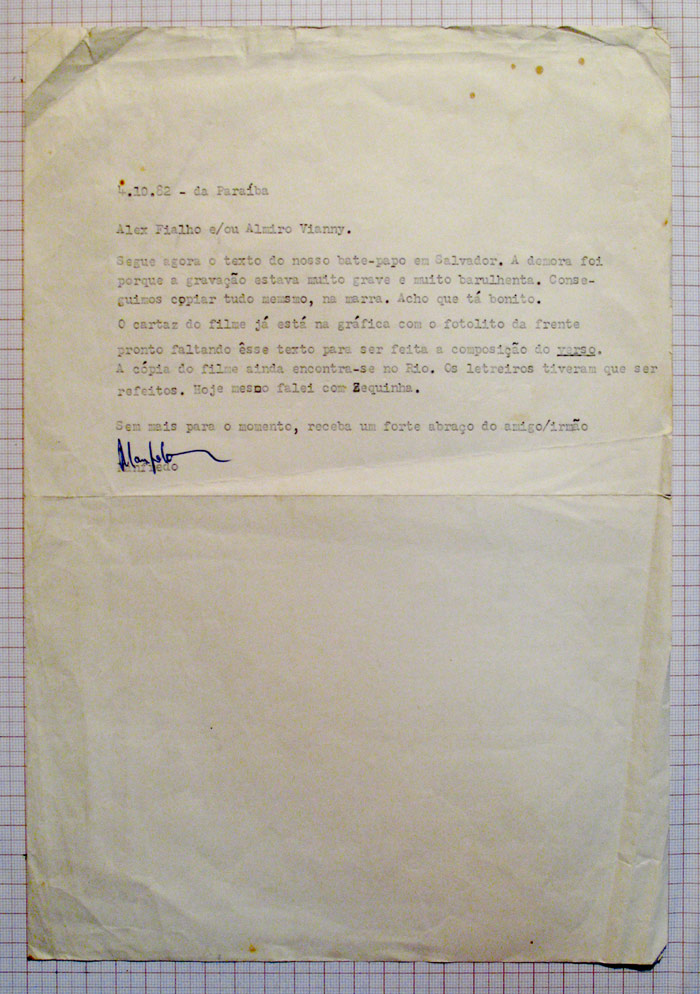 4.10.82 - da Paraíba
Alex Fialho e/ou Almiro Vianny.
Segue agora o texto do nosso bate-papo em Salvador. A demora foi
porque a gravação estava muito grave e muito barulhenta. Conse-
guimos copiar tudo memsmo, na marra. Acho que tá bonito.
O cartaz do filme já está na gráfica com o fotolito da frente
pronto faltando êsse texto para ser feita a composição do verso.
A cópia do filme ainda encontra-se no Rio. Os letreiros tiveram que ser
refeitos. Hoje mesmo falei com Zequinha.
Sem mais para o momento, receba um forte abraço do amigo/irmão
Manfredo